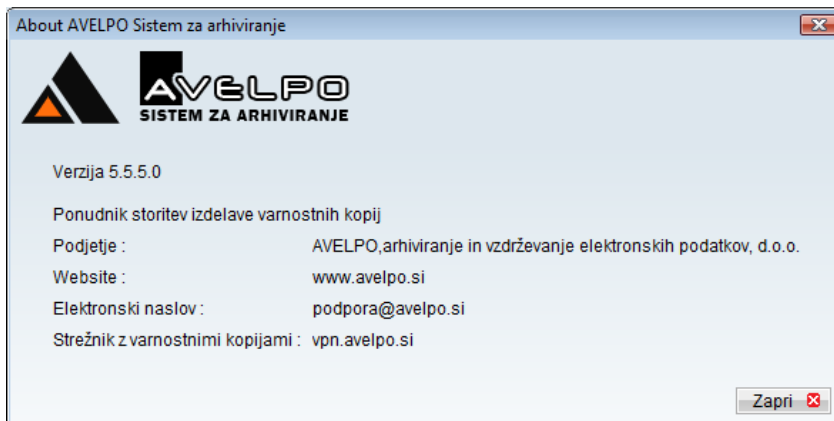 About AVELPO Sistem za arhiviranje
AVELPO
SISTEM ZA ARHIVIRANJE
Verzija 5.5.5.0
Ponudnik storitev izdelave varnostnih kopij
Podjetje : AVELPO,arhiviranje in vzdrževanje elektronskih podatkov, d.o.o.
Website : www.avelpo.si
Elektronski naslov : podpora@avelpo.si
Strežnik z varnostnimi kopijami : vpn.avelpo.si
Zapri